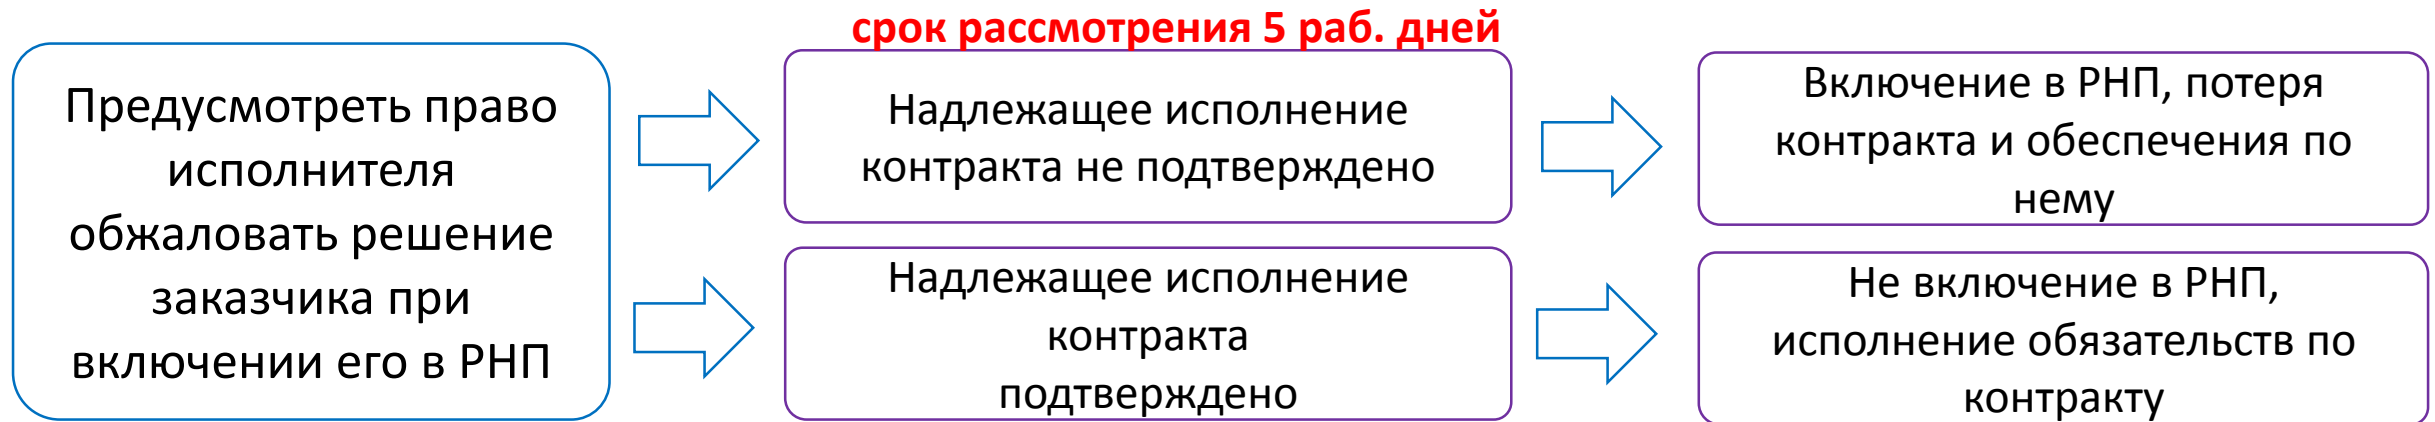 срок рассмотрения 5 раб. дней
Предусмотреть право
исполнителя
обжаловать решение
заказчика при
включении его в РНП
Надлежащее исполнение
контракта не подтверждено
Включение в РНП, потеря
контракта и обеспечения по
нему
Надлежащее исполнение
контракта
подтверждено
Не включение в РНП,
исполнение обязательств по
контракту